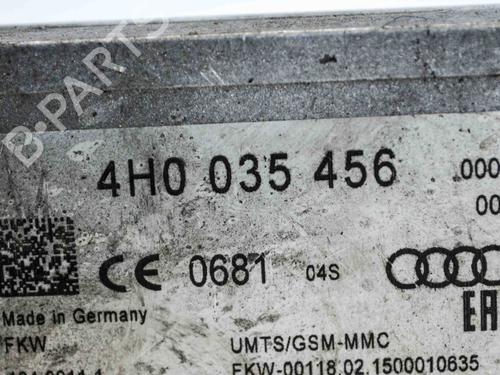 B-PARTS
4H0 035 456
000
00
CE 0681 04S
Made in Germany
FKW
UMTS/GSM-MMC
FKW-00118.02.1500010635